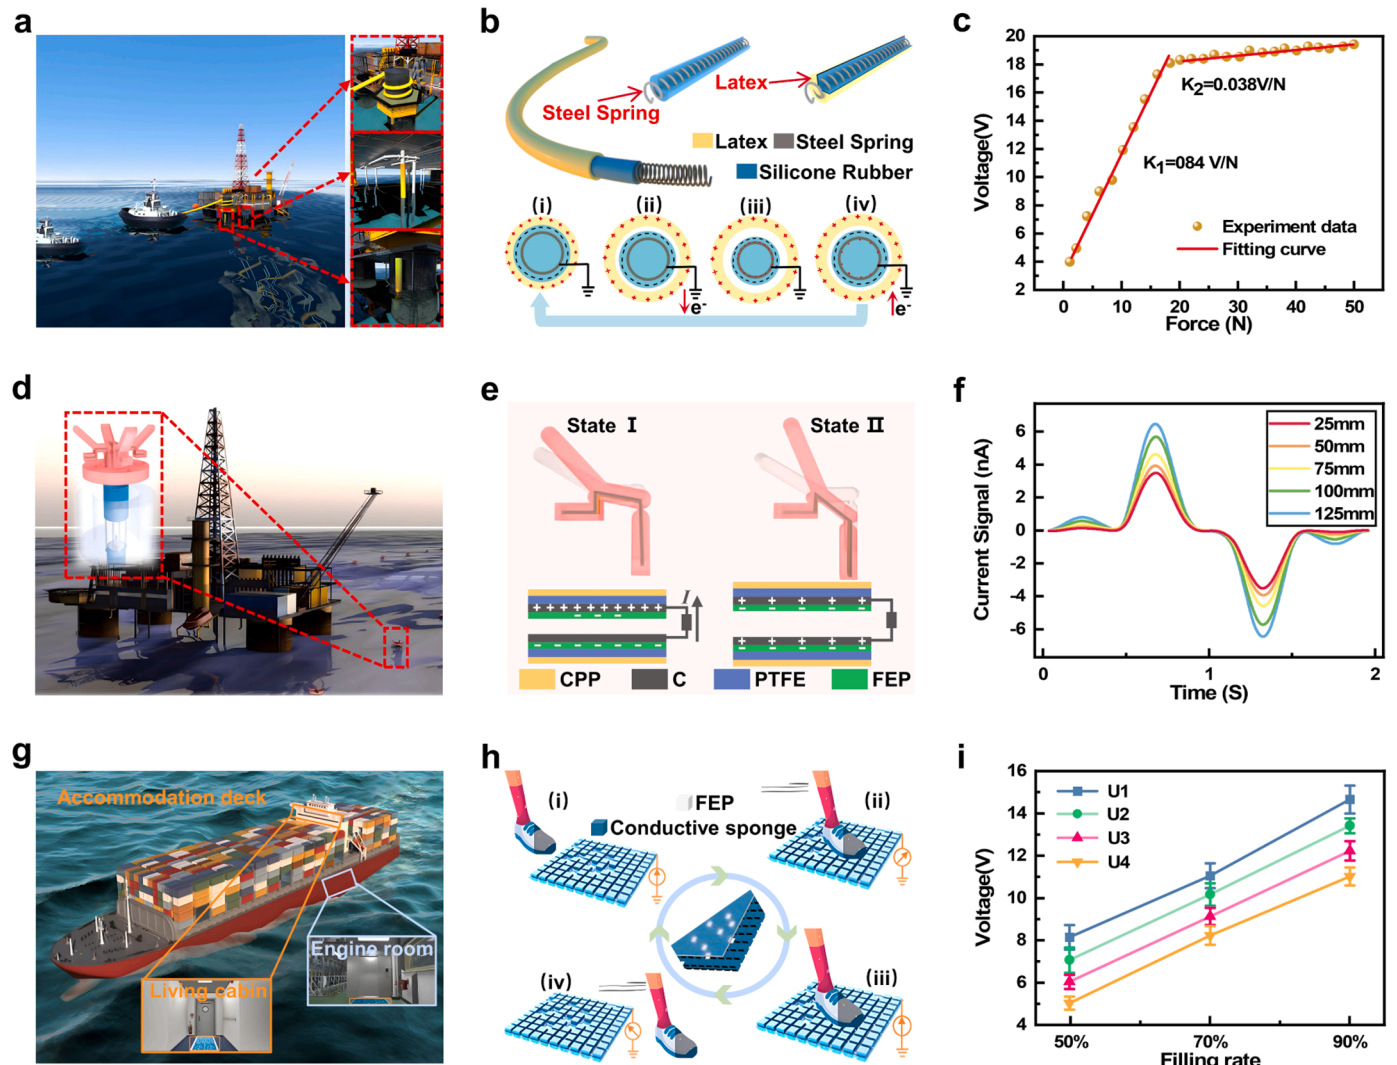 a
b
Steel Spring
Latex
Latex
Steel Spring
Silicone Rubber
(i)
(ii)
(iii)
(iv)
e-
e-
c
Voltage(V)
20
18
16
14
12
10
8
6
4
2
K2=0.038V/N
K1=084 V/N
Experiment data
Fitting curve
0
10
20
30
40
50
Force (N)
d
e
State I
State II
I
CPP
C
PTFE
FEP
f
Current Signal (nA)
6
4
2
0
-2
-4
-6
25mm
50mm
75mm
100mm
125mm
0
1
2
Time (S)
g
Accommodation deck
Engine room
Living cabin
h
(i)
FEP
Conductive sponge
(ii)
(iv)
(iii)
i
Voltage(V)
16
14
12
10
8
6
4
U1
U2
U3
U4
50%
70%
90%
Filling rate